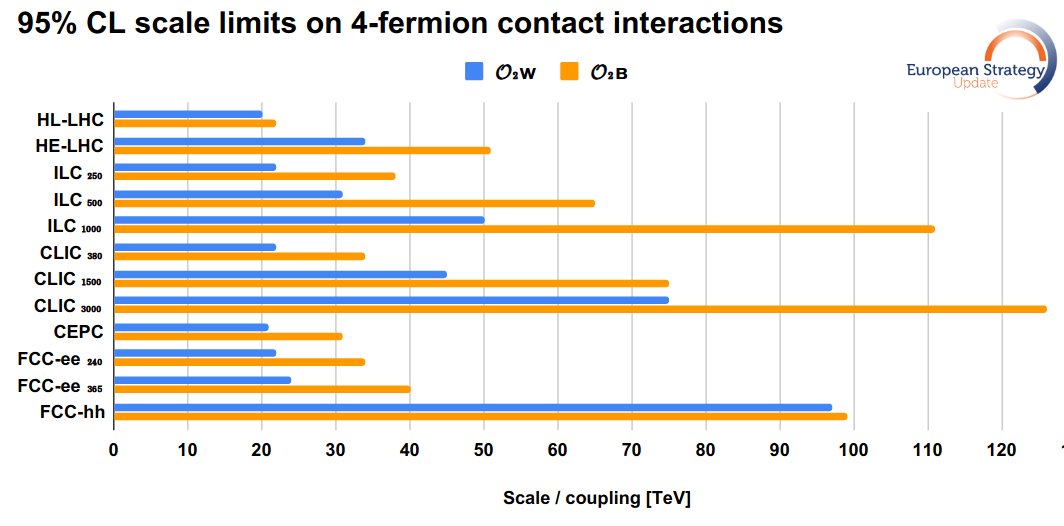 95% CL scale limits on 4-fermion contact interactions
European Strategy
Update
𝒪₂W 𝒪₂B
HL-LHC
HE-LHC
ILC 250
ILC 500
ILC 1000
CLIC 380
CLIC 1500
CLIC 3000
CEPC
FCC-ee 240
FCC-ee 365
FCC-hh
0 10 20 30 40 50 60 70 80 90 100 110 120
Scale / coupling [TeV]